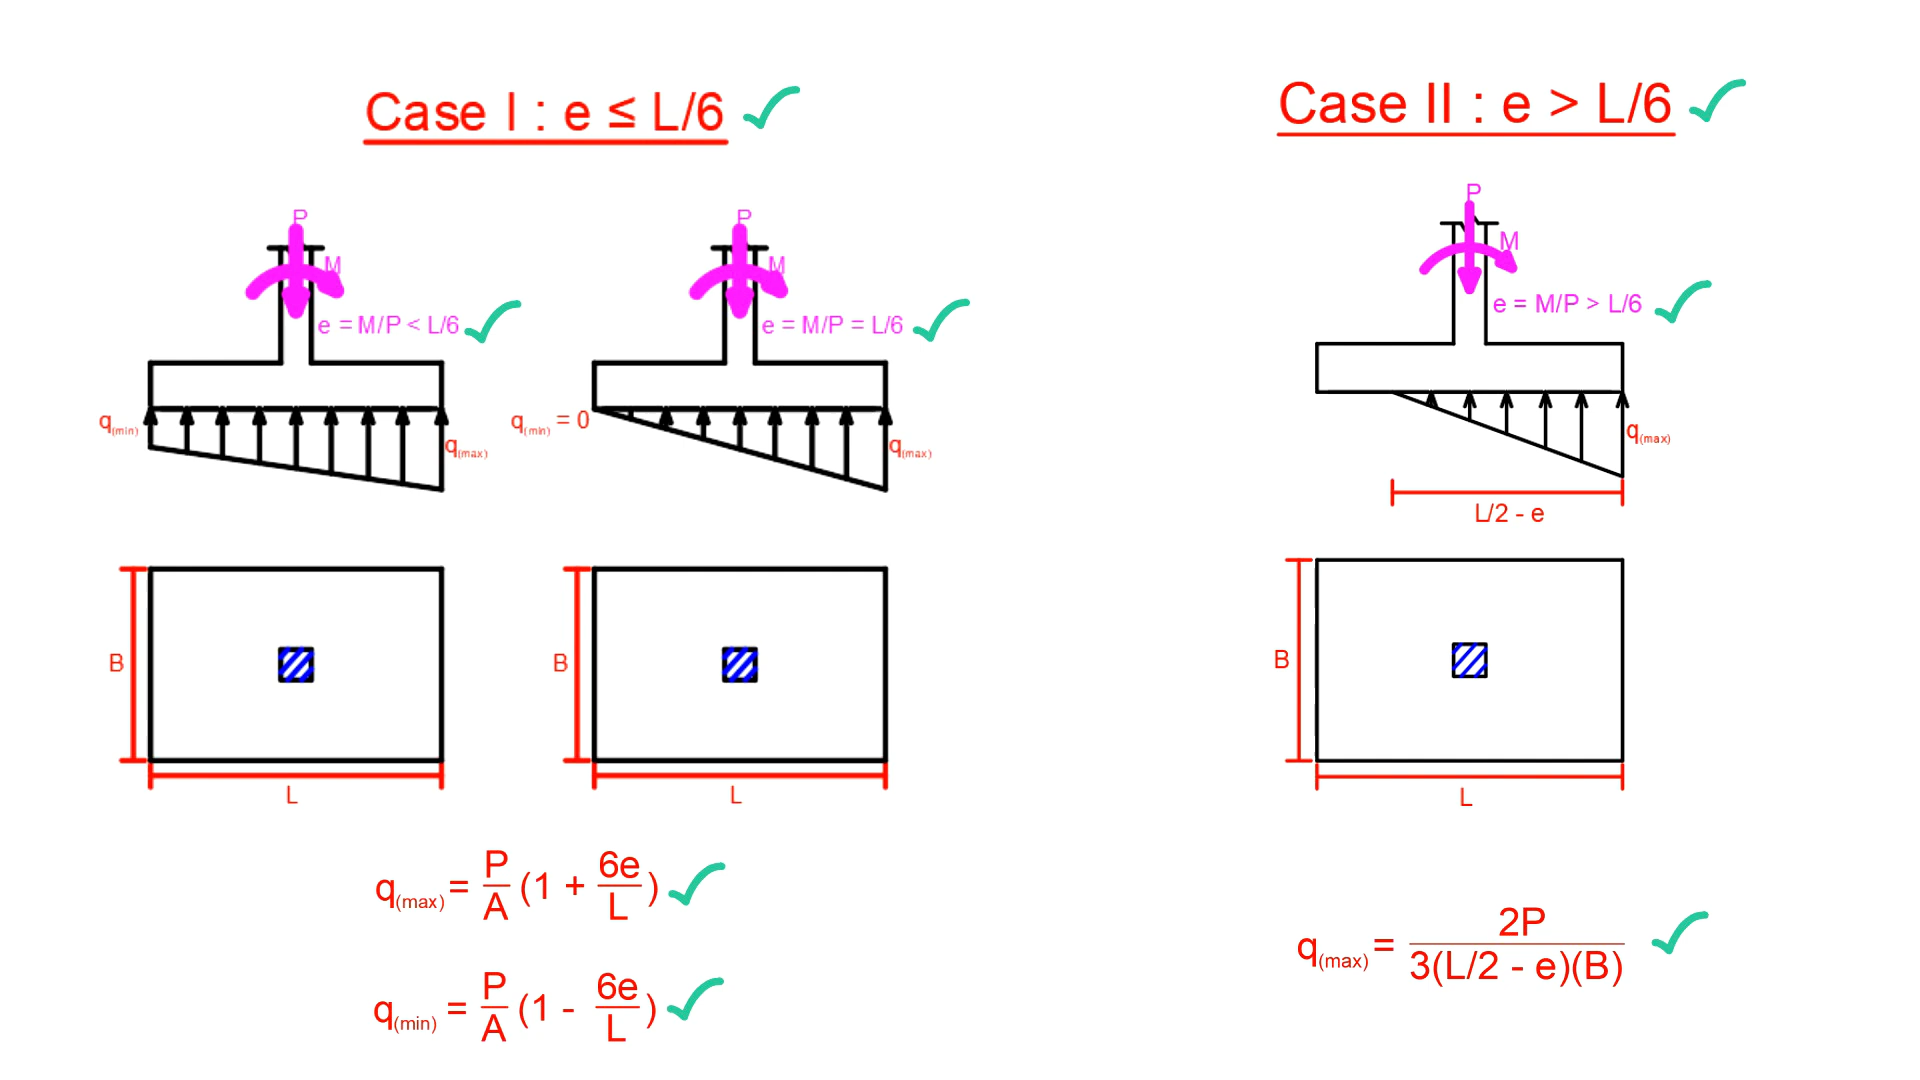 Case I : e ≤ L/6
P
M
e = M/P < L/6
q(min)
q(max)
B
L
P
M
e = M/P = L/6
q(min) = 0
q(max)
B
L
q(max) = P/A (1 + 6e/L)
q(min) = P/A (1 - 6e/L)
Case II : e > L/6
P
M
e = M/P > L/6
q(max)
L/2 - e
B
L
q(max) = 2P / 3(L/2 - e)(B)